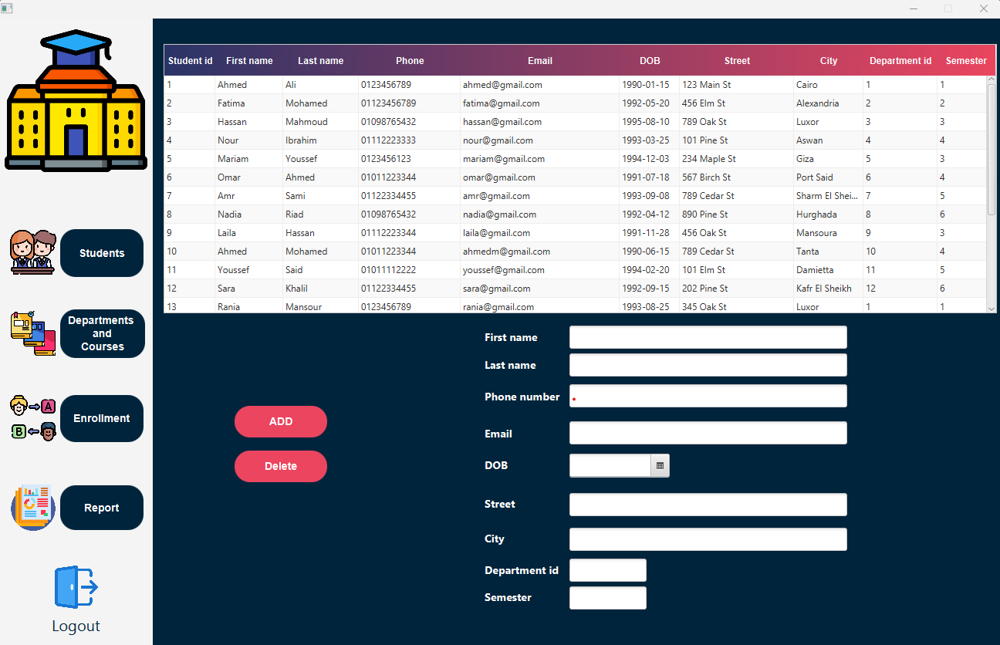 Student id First name Last name Phone Email DOB Street City Department id Semester
1 Ahmed Ali 0123456789 ahmed@gmail.com 1990-01-15 123 Main St Cairo 1 1
2 Fatima Mohamed 01123456789 fatima@gmail.com 1992-05-20 456 Elm St Alexandria 2 2
3 Hassan Mahmoud 01098765432 hassan@gmail.com 1995-08-10 789 Oak St Luxor 3 3
4 Nour Ibrahim 01112223333 nour@gmail.com 1993-03-25 101 Pine St Aswan 4 4
5 Mariam Youssef 0123456123 mariam@gmail.com 1994-12-03 234 Maple St Giza 5 3
6 Omar Ahmed 01011223344 omar@gmail.com 1991-07-18 567 Birch St Port Said 6 4
7 Amr Sami 01122334455 amr@gmail.com 1993-09-08 789 Cedar St Sharm El Shei... 7 5
8 Nadia Riad 01098765432 nadia@gmail.com 1992-04-12 890 Pine St Hurghada 8 6
9 Laila Hassan 01112223344 laila@gmail.com 1991-11-28 456 Oak St Mansoura 9 3
10 Ahmed Mohamed 01011223344 ahmedm@gmail.com 1990-06-15 789 Cedar St Tanta 10 4
11 Youssef Said 01011112222 youssef@gmail.com 1994-02-20 101 Elm St Damietta 11 5
12 Sara Khalil 01122334455 sara@gmail.com 1992-09-15 202 Pine St Kafr El Sheikh 12 6
13 Rania Mansour 0123456789 rania@gmail.com 1993-08-25 345 Oak St Luxor 1 1
Students
Departments
and
Courses
A
B
Enrollment
Report
Logout
ADD
Delete
First name
Last name
Phone number
Email
DOB
Street
City
Department id
Semester